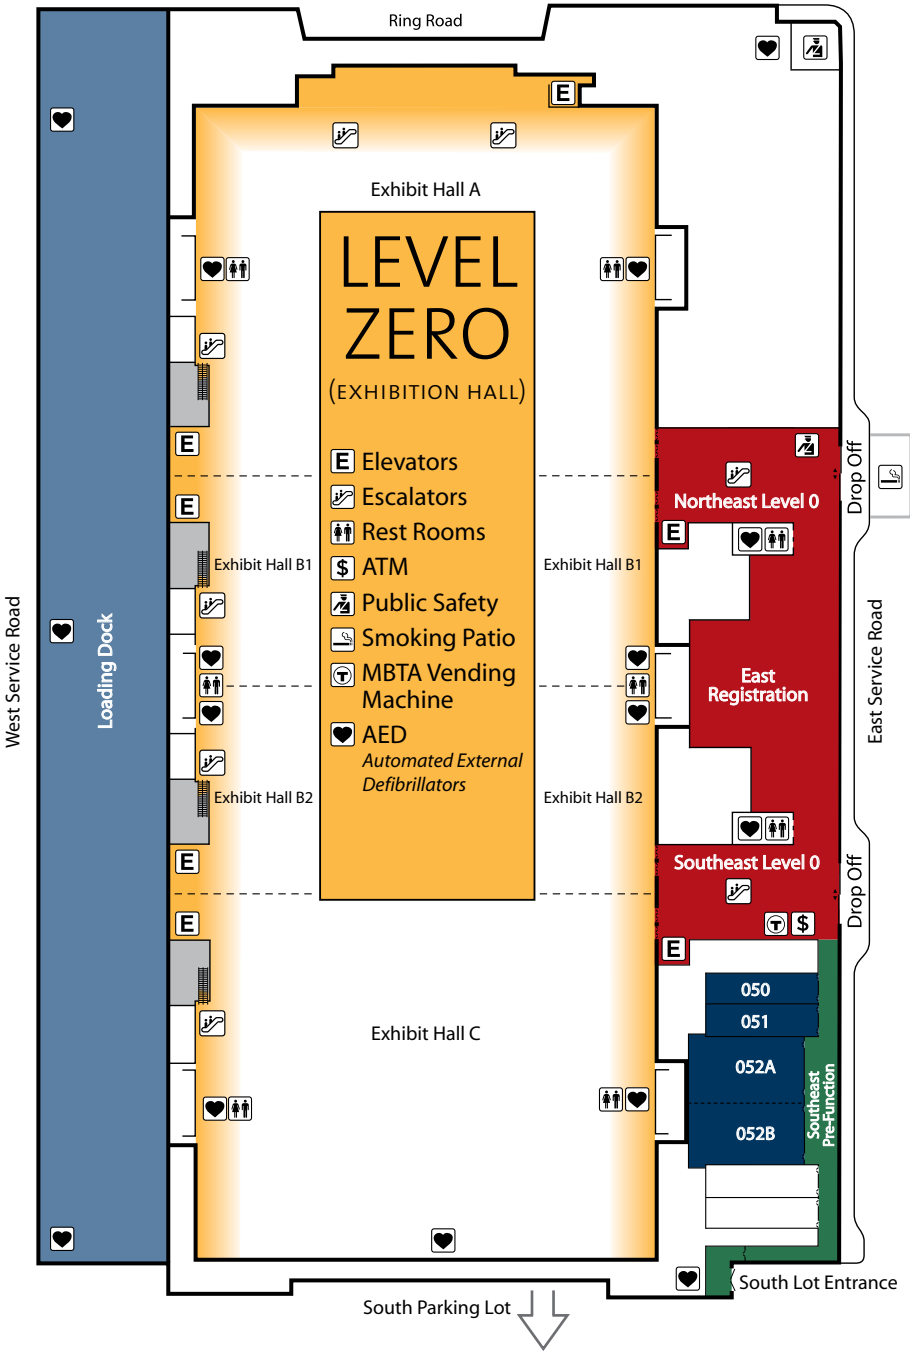 Ring Road
E
Exhibit Hall A
LEVEL
ZERO
(EXHIBITION HALL)
E Elevators
Escalators
Rest Rooms
$ ATM
Public Safety
Smoking Patio
T MBTA Vending
Machine
AED
Automated External
Defibrillators
E
E
Exhibit Hall B1
Exhibit Hall B1
Exhibit Hall B2
Exhibit Hall B2
E
E
Exhibit Hall C
West Service Road
Loading Dock
Northeast Level 0
E
Drop Off
East
Registration
East Service Road
Southeast Level 0
Drop Off
T $
E
050
051
052A
052B
Southeast
Pre-Function
South Lot Entrance
South Parking Lot